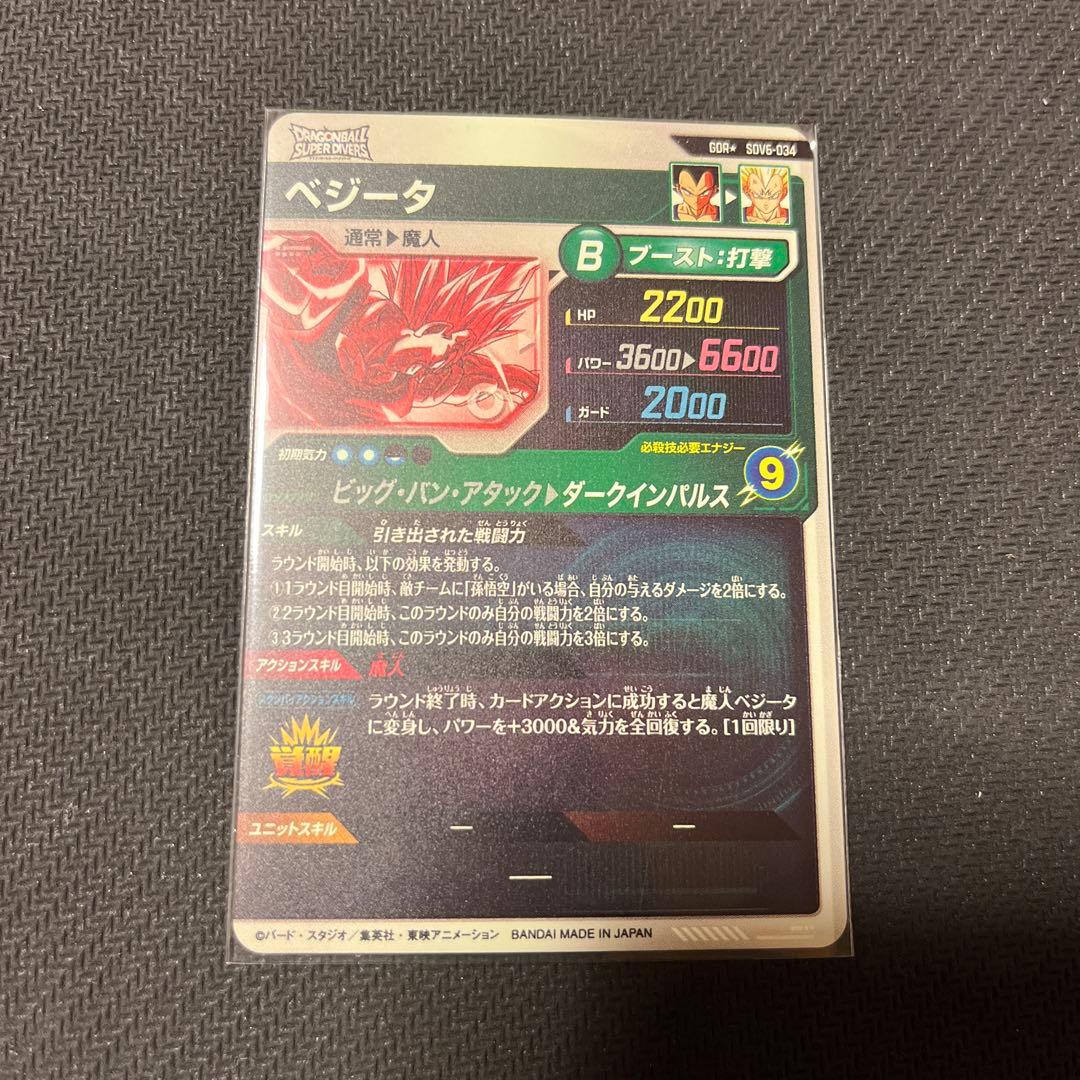 DRAGONBALL
SUPER DIVERS
GDR★ SDV6-034
ベジータ
通常▶魔人
B ブースト:打撃
HP 2200
パワー 3600▶6600
ガード 2000
初期気力
必殺技必要エナジー
9
ビッグ・バン・アタック▶ダークインパルス
スキル 引き出された戦闘力
ラウンド開始時、以下の効果を発動する。
①1ラウンド目開始時、敵チームに「孫悟空」がいる場合、自分の与えるダメージを2倍にする。
②2ラウンド目開始時、このラウンドのみ自分の戦闘力を2倍にする。
③3ラウンド目開始時、このラウンドのみ自分の戦闘力を3倍にする。
アクションスキル 魔人
ラウンド終了時、カードアクションに成功すると魔人ベジータ
に変身し、パワーを+3000&気力を全回復する。[1回限り]
覚醒
ユニットスキル ー ー
ー
©バード・スタジオ/集英社・東映アニメーション BANDAI MADE IN JAPAN